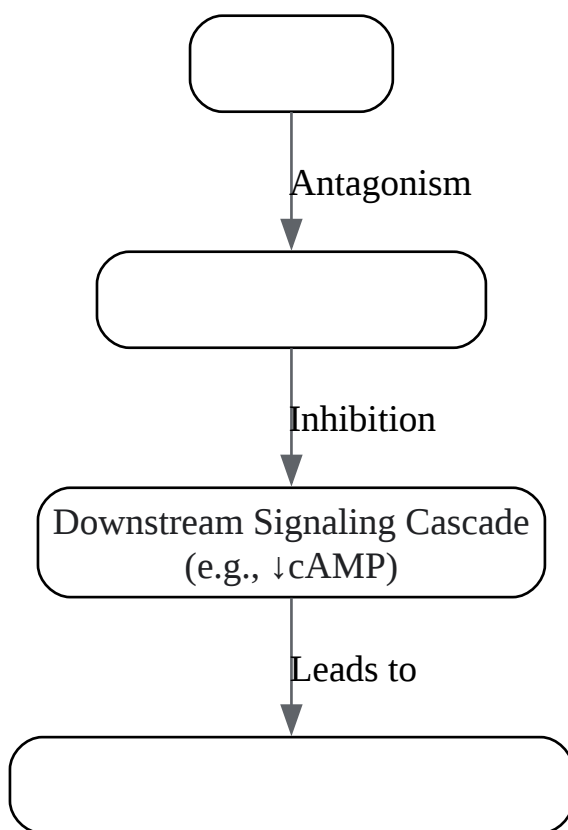 Antagonism
Inhibition
Downstream Signaling Cascade
(e.g., ↓cAMP)
Leads to